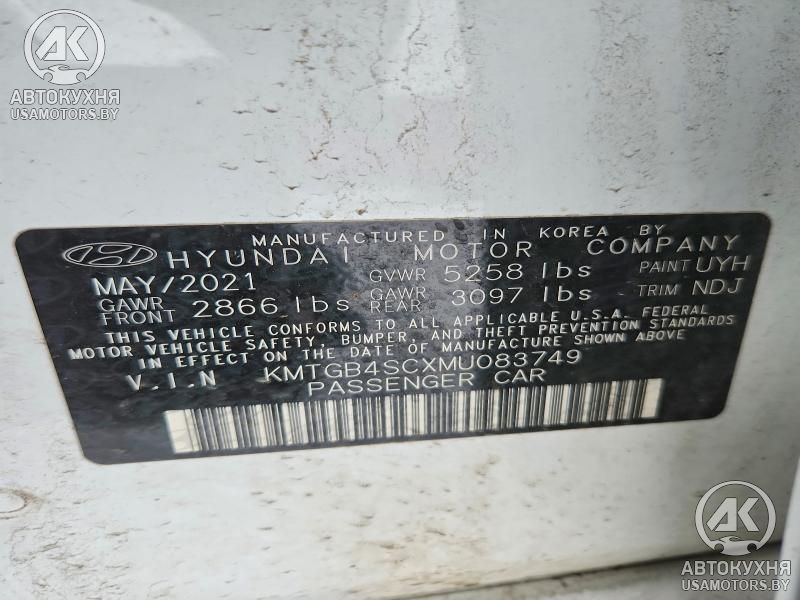 AK
АВТОКУХНЯ
USAMOTORS.BY
MANUFACTURED IN KOREA BY
HYUNDAI MOTOR COMPANY
MAY/2021 GVWR 5258 lbs PAINT UYH
GAWR FRONT 2866 lbs GAWR REAR 3097 lbs TRIM NDJ
THIS VEHICLE CONFORMS TO ALL APPLICABLE U.S.A. FEDERAL
MOTOR VEHICLE SAFETY, BUMPER, AND THEFT PREVENTION STANDARDS
IN EFFECT ON THE DATE OF MANUFACTURE SHOWN ABOVE
V.I.N KMTGB4SCXMU083749
PASSENGER CAR
AK
АВТОКУХНЯ
USAMOTORS.BY